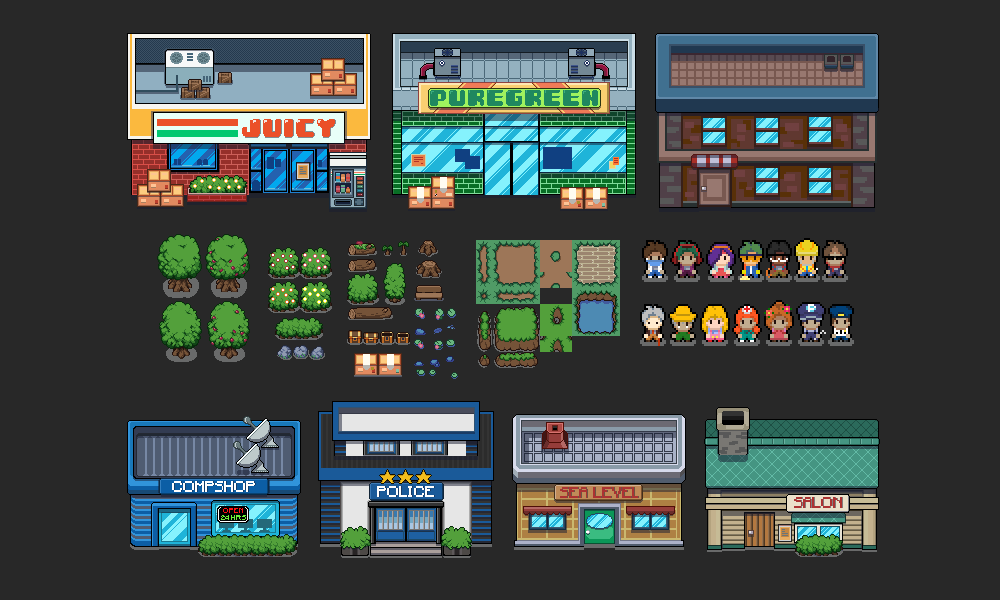 JUICY
PUREGREEN
COMPSHOP
OPEN
24 HRS
POLICE
SEA LEVEL
SALON